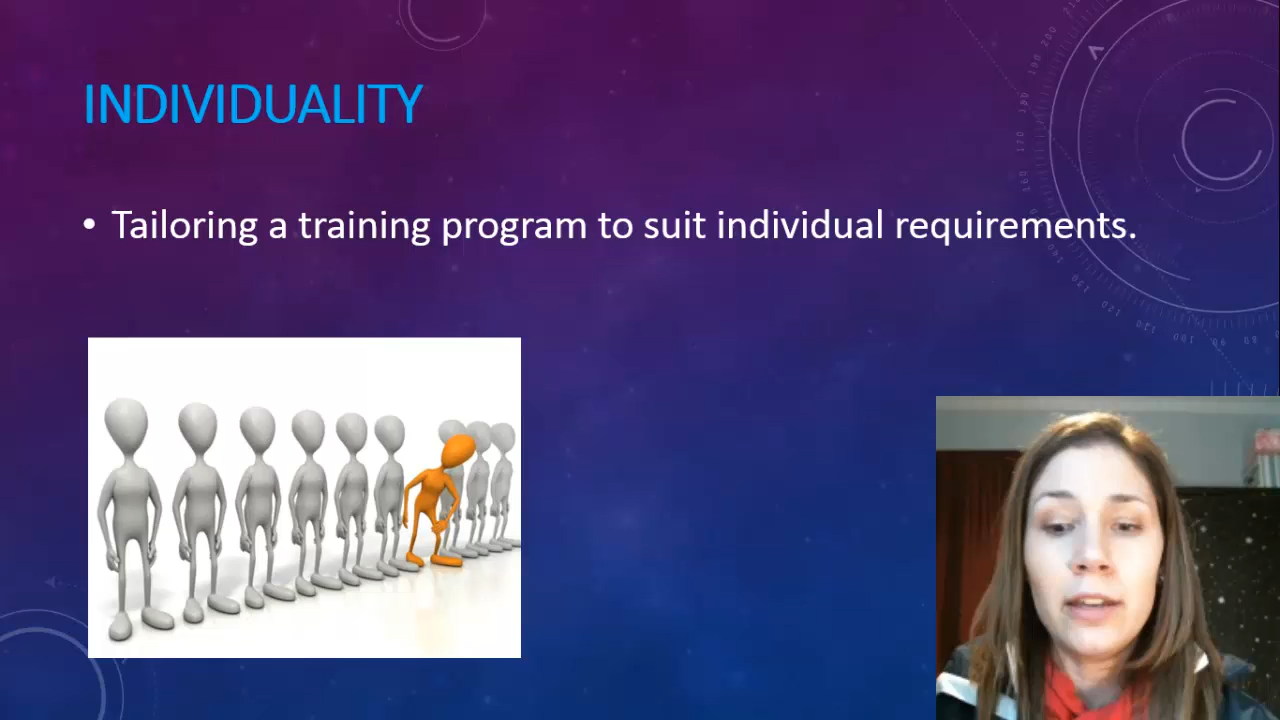 INDIVIDUALITY
• Tailoring a training program to suit individual requirements.